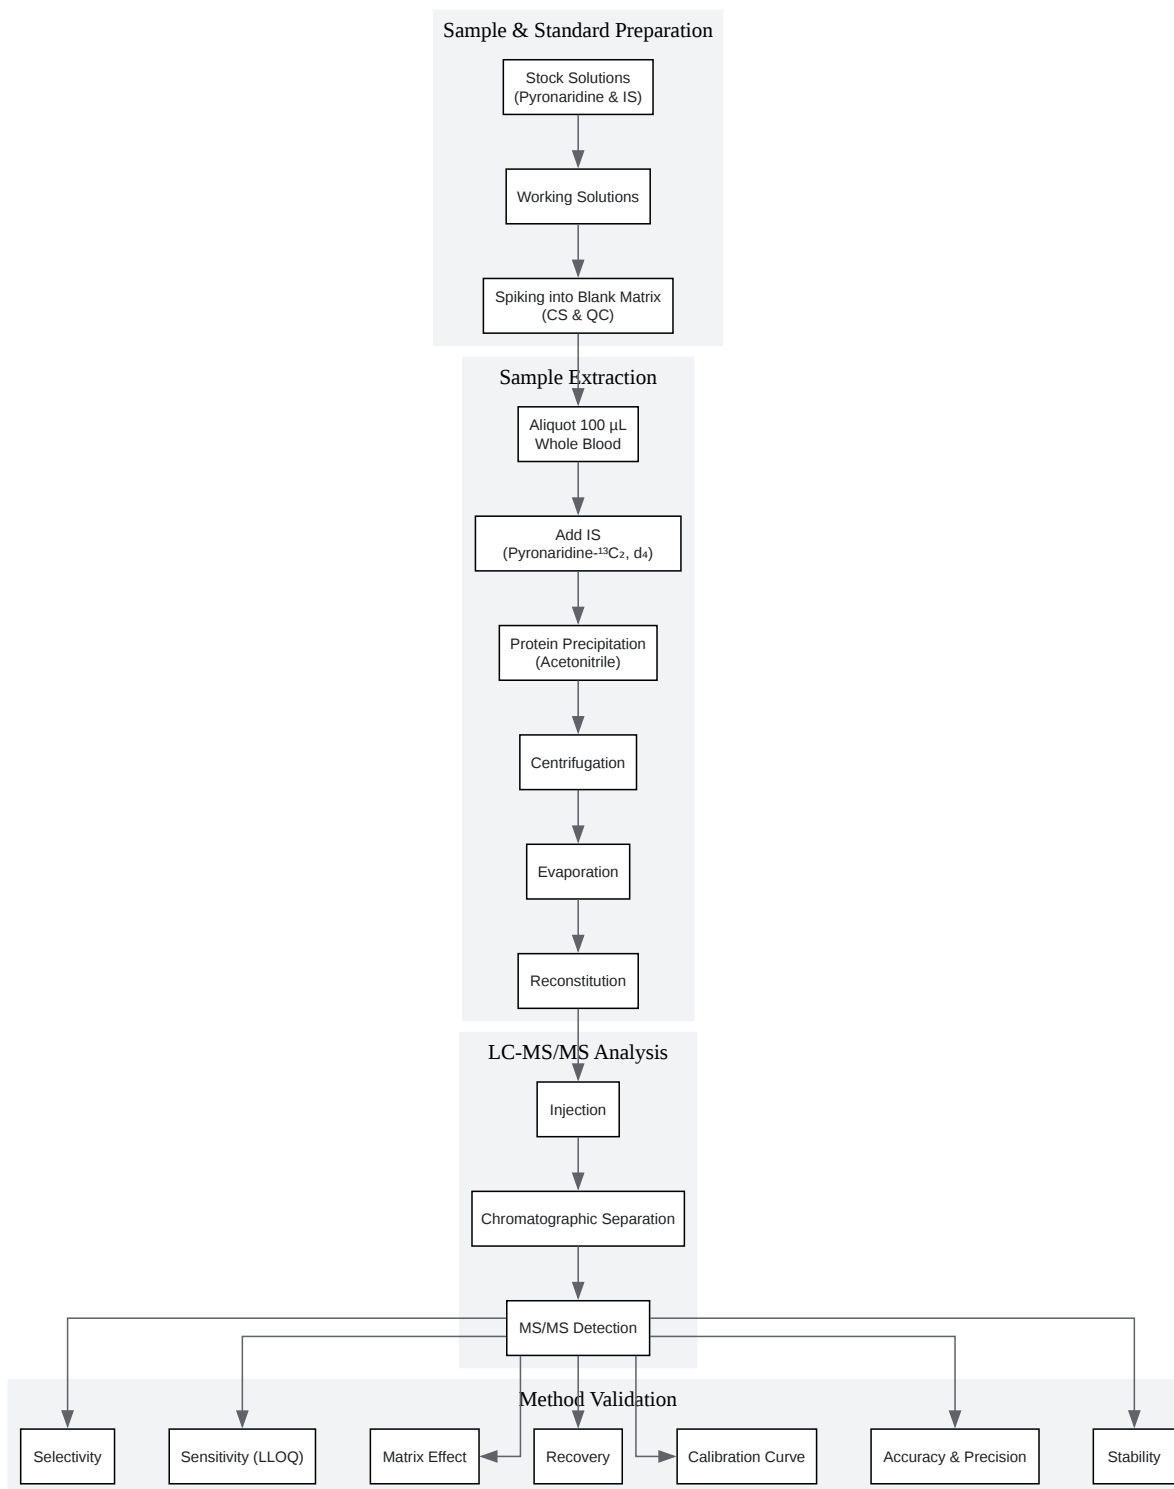 Sample & Standard Preparation
Stock Solutions
(Pyronaridine & IS)
Working Solutions
Spiking into Blank Matrix
(CS & QC)
Sample Extraction
Aliquot 100 µL
Whole Blood
Add IS
(Pyronaridine-¹³C₂, d₄)
Protein Precipitation
(Acetonitrile)
Centrifugation
Evaporation
Reconstitution
LC-MS/MS Analysis
Injection
Chromatographic Separation
MS/MS Detection
Method Validation
Selectivity
Sensitivity (LLOQ)
Matrix Effect
Recovery
Calibration Curve
Accuracy & Precision
Stability